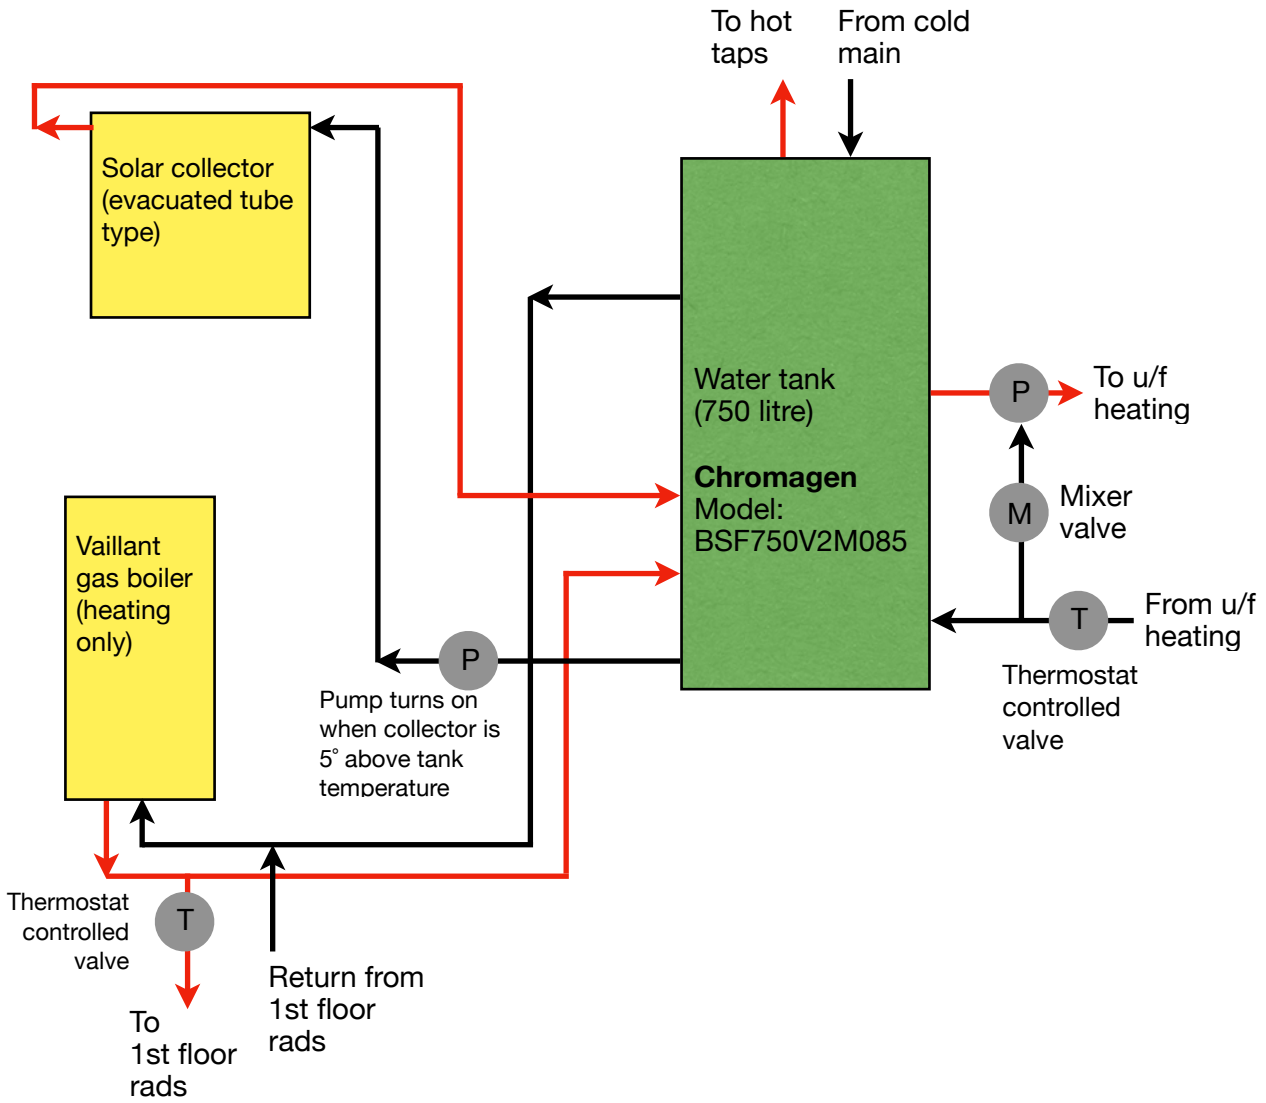 To hot
taps
From cold
main
Solar collector
(evacuated tube
type)
Water tank
(750 litre)
Chromagen
Model:
BSF750V2M085
P
To u/f
heating
M
Mixer
valve
T
From u/f
heating
Thermostat
controlled
valve
Vaillant
gas boiler
(heating
only)
P
Pump turns on
when collector is
5° above tank
temperature
Thermostat
controlled
valve
T
Return from
1st floor
rads
To
1st floor
rads